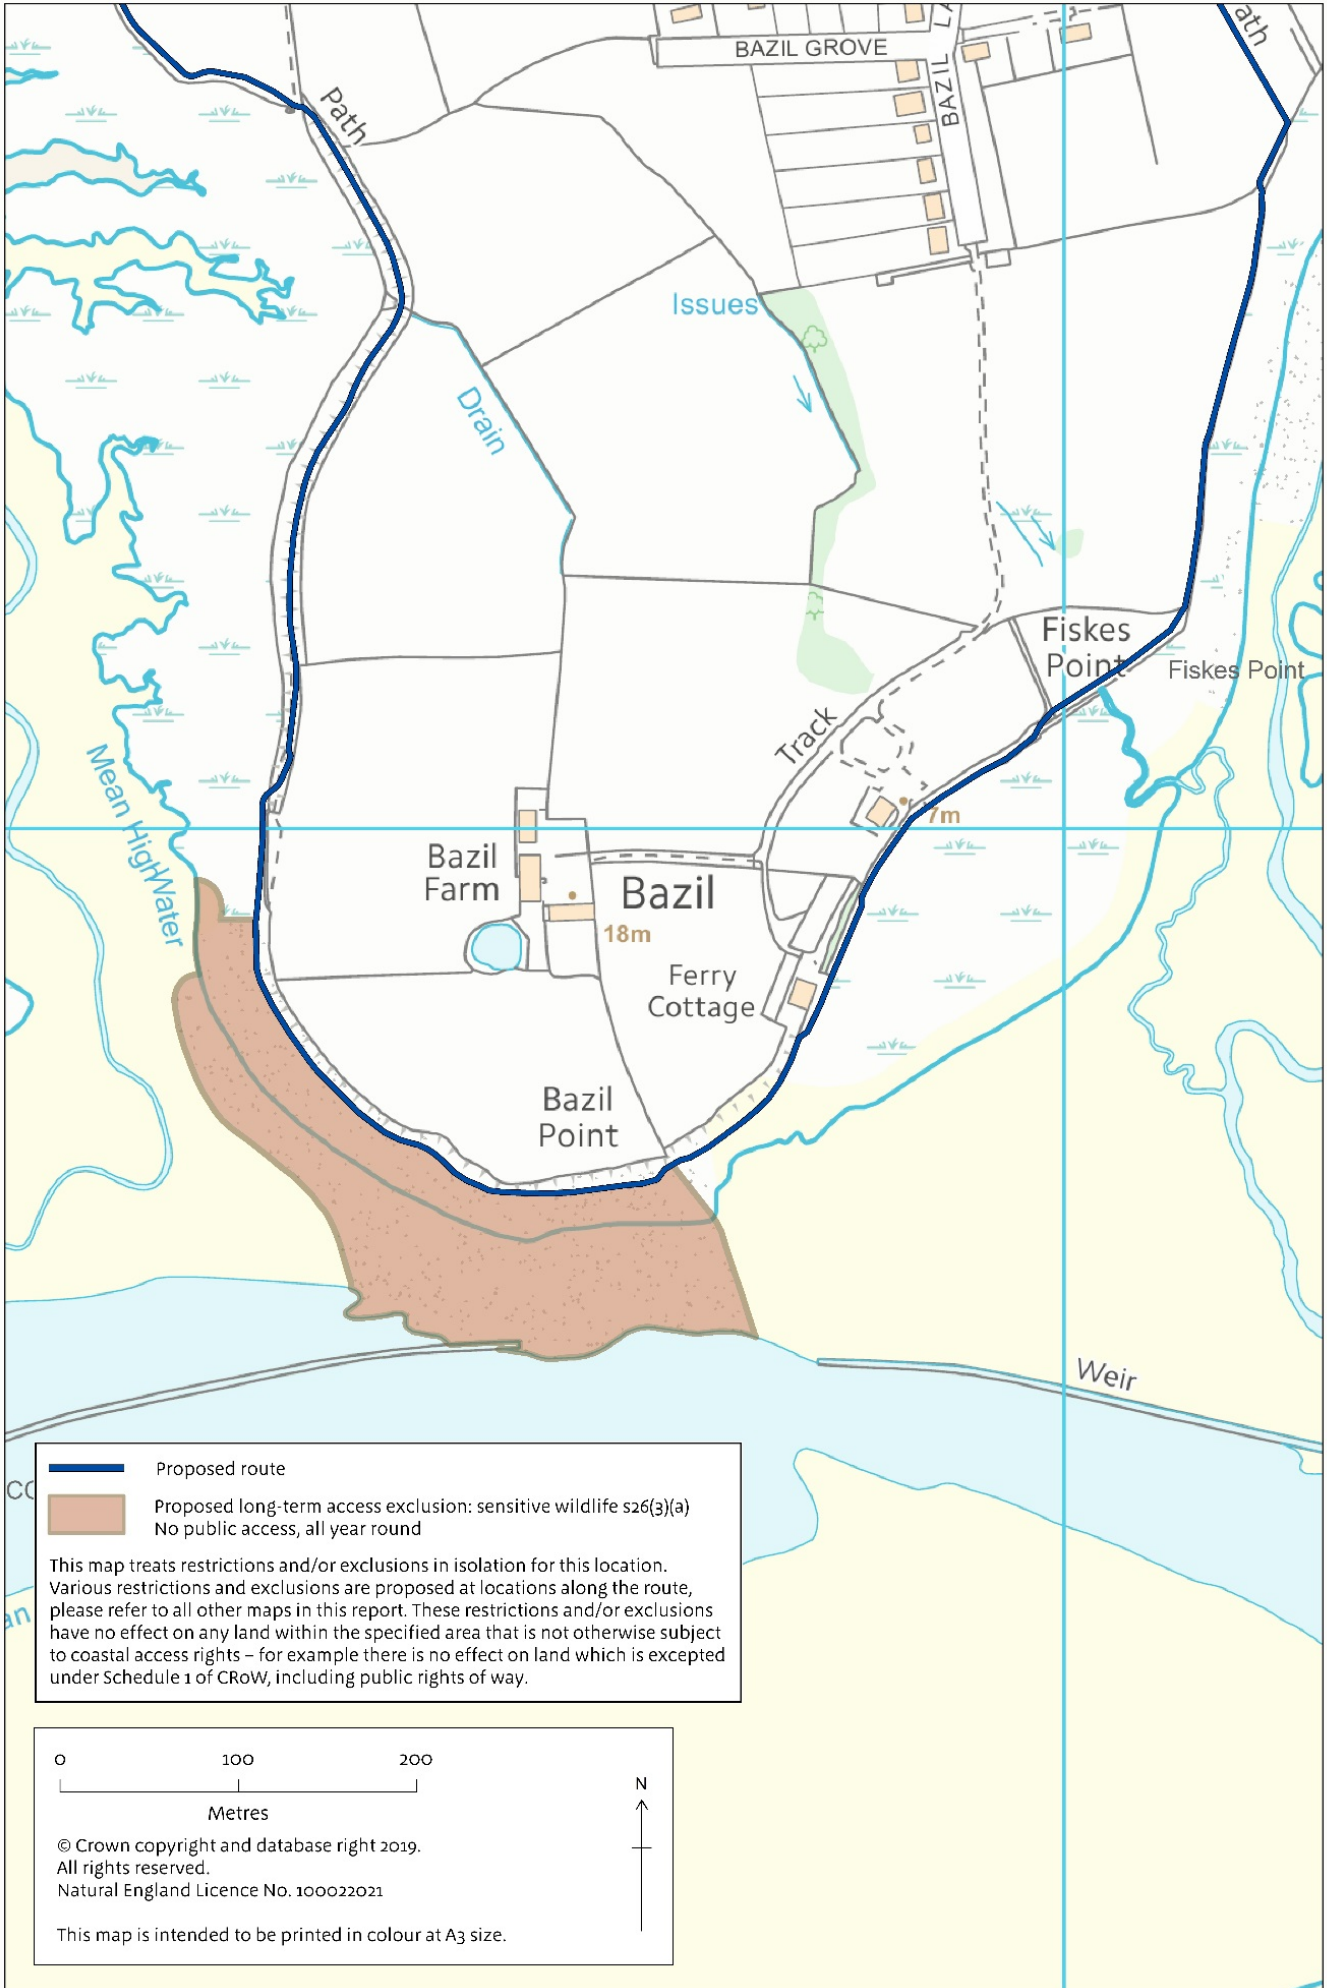 ath
BAZIL GROVE
BAZIL LA
Path
Issues
Drain
Fiskes
Point
Fiskes Point
Track
Mean HighWater
7m
Bazil
Farm
Bazil
18m
Ferry
Cottage
Bazil
Point
Weir
Proposed route
CC
Proposed long-term access exclusion: sensitive wildlife s26(3)(a)
No public access, all year round
This map treats restrictions and/or exclusions in isolation for this location.
Various restrictions and exclusions are proposed at locations along the route,
please refer to all other maps in this report. These restrictions and/or exclusions
an
have no effect on any land within the specified area that is not otherwise subject
to coastal access rights – for example there is no effect on land which is excepted
under Schedule 1 of CRoW, including public rights of way.
0 100 200
Metres
N
© Crown copyright and database right 2019.
All rights reserved.
Natural England Licence No. 100022021
This map is intended to be printed in colour at A3 size.